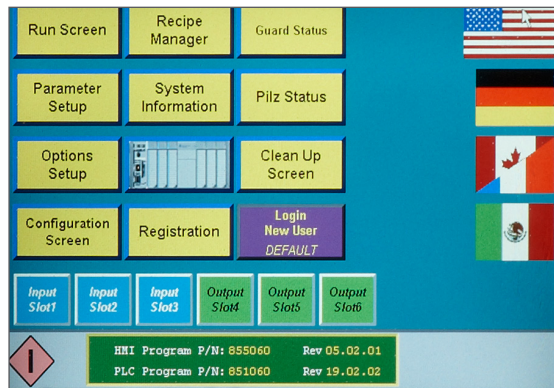 Run Screen
Recipe
Manager
Guard Status
Parameter
Setup
System
Information
Pilz Status
Options
Setup
Clean Up
Screen
Configuration
Screen
Registration
Login
New User
DEFAULT
Input
Slot1
Input
Slot2
Input
Slot3
Output
Slot4
Output
Slot5
Output
Slot6
I
HMI Program P/N: 855060 Rev 05.02.01
PLC Program P/N: 851060 Rev 19.02.02